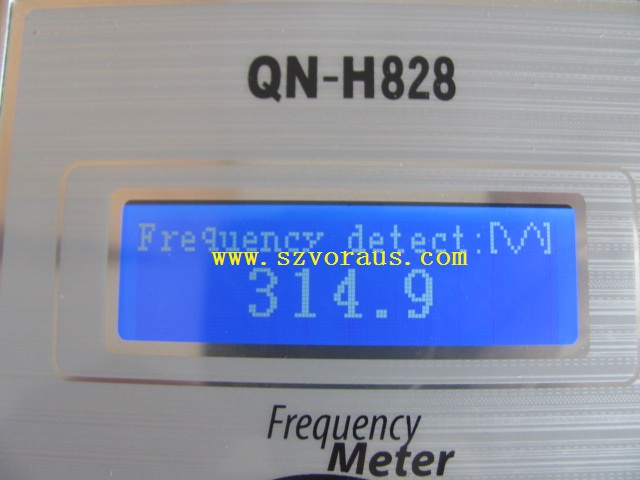 QN-H828
Frequency detect:[\/\/]
www.szvoraus.com
314.9
Frequency
Meter